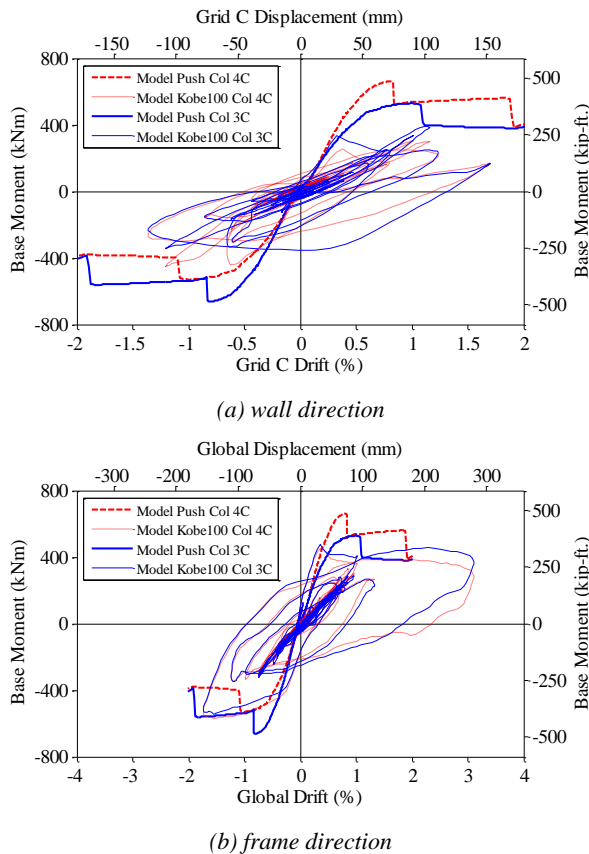 Grid C Displacement (mm)
-150 -100 -50 0 50 100 150
800
400
0
-400
-800
Base Moment (kNm)
Model Push Col 4C
Model Kobe100 Col 4C
Model Push Col 3C
Model Kobe100 Col 3C
500
250
0
-250
-500
Base Moment (kip-ft.)
-2 -1.5 -1 -0.5 0 0.5 1 1.5 2
Grid C Drift (%)
(a) wall direction
Global Displacement (mm)
-300 -200 -100 0 100 200 300
800
400
0
-400
-800
Base Moment (kNm)
Model Push Col 4C
Model Kobe100 Col 4C
Model Push Col 3C
Model Kobe100 Col 3C
500
250
0
-250
-500
Base Moment (kip-ft.)
-4 -3 -2 -1 0 1 2 3 4
Global Drift (%)
(b) frame direction